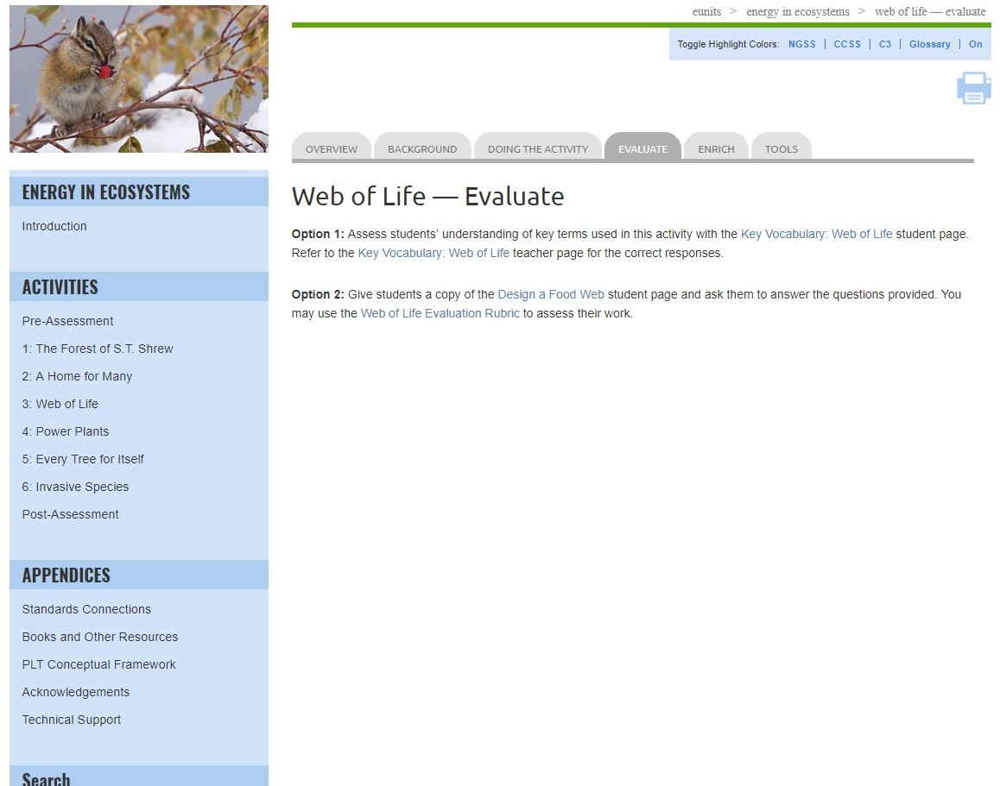 eunits > energy in ecosystems > web of life — evaluate
Toggle Highlight Colors: NGSS | CCSS | C3 | Glossary | On
OVERVIEW BACKGROUND DOING THE ACTIVITY EVALUATE ENRICH TOOLS
ENERGY IN ECOSYSTEMS
Introduction
ACTIVITIES
Pre-Assessment
1: The Forest of S.T. Shrew
2: A Home for Many
3: Web of Life
4: Power Plants
5: Every Tree for Itself
6: Invasive Species
Post-Assessment
APPENDICES
Standards Connections
Books and Other Resources
PLT Conceptual Framework
Acknowledgements
Technical Support
Search
Web of Life — Evaluate
Option 1: Assess students' understanding of key terms used in this activity with the Key Vocabulary: Web of Life student page.
Refer to the Key Vocabulary: Web of Life teacher page for the correct responses.
Option 2: Give students a copy of the Design a Food Web student page and ask them to answer the questions provided. You
may use the Web of Life Evaluation Rubric to assess their work.